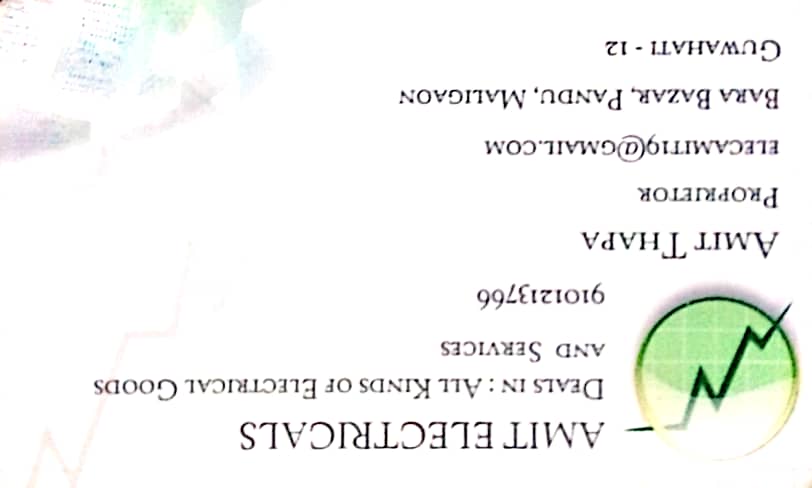 AMIT ELECTRICALS
DEALS IN : ALL KINDS OF ELECTRICAL GOODS
AND SERVICES
9101213766
AMIT THAPA
PROPRIETOR
ELECAMIT19@GMAIL.COM
BARA BAZAR, PANDU, MALIGAON
GUWAHATI - 12